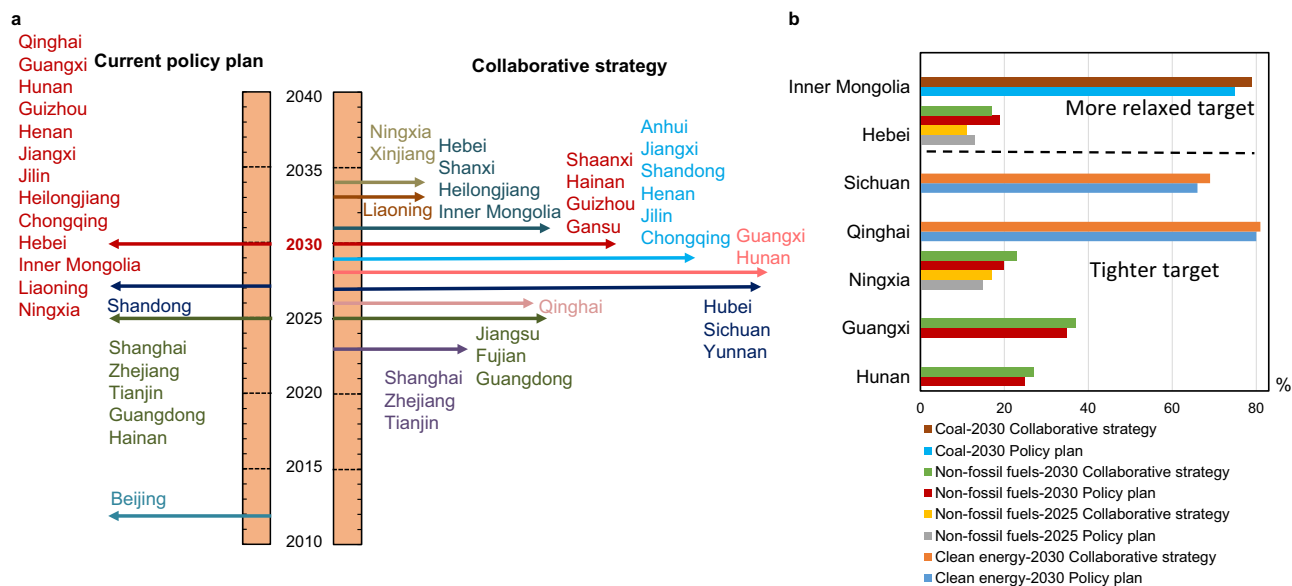 a
Current policy plan
Qinghai
Guangxi
Hunan
Guizhou
Henan
Jiangxi
Jilin
Heilongjiang
Chongqing
Hebei
Inner Mongolia
Liaoning
Ningxia
Shandong
Shanghai
Zhejiang
Tianjin
Guangdong
Hainan
Beijing
2040
2035
2030
2025
2020
2015
2010
Collaborative strategy
Ningxia
Xinjiang
Liaoning
Hebei
Shanxi
Heilongjiang
Inner Mongolia
Shaanxi
Hainan
Guizhou
Gansu
Anhui
Jiangxi
Shandong
Henan
Jilin
Chongqing
Guangxi
Hunan
Hubei
Sichuan
Yunnan
Qinghai
Jiangsu
Fujian
Guangdong
Shanghai
Zhejiang
Tianjin
b
Inner Mongolia
More relaxed target
Hebei
Sichuan
Qinghai
Tighter target
Ningxia
Guangxi
Hunan
0 20 40 60 80 %
Coal-2030 Collaborative strategy
Coal-2030 Policy plan
Non-fossil fuels-2030 Collaborative strategy
Non-fossil fuels-2030 Policy plan
Non-fossil fuels-2025 Collaborative strategy
Non-fossil fuels-2025 Policy plan
Clean energy-2030 Collaborative strategy
Clean energy-2030 Policy plan